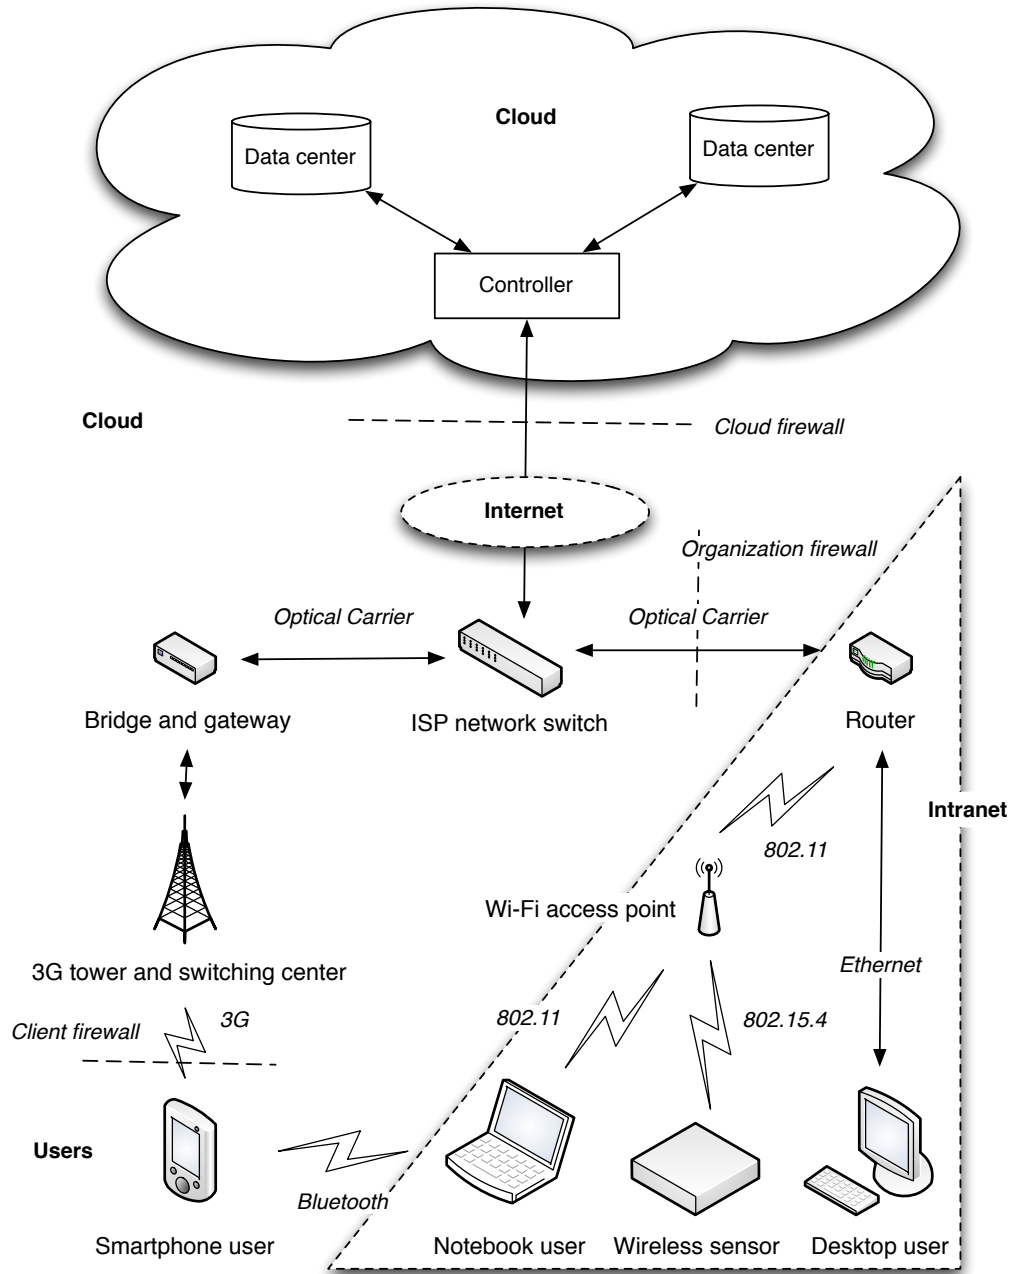 Cloud
Data center
Data center
Controller
Cloud
Cloud firewall
Internet
Organization firewall
Optical Carrier
Optical Carrier
Bridge and gateway
ISP network switch
Router
Intranet
802.11
Wi-Fi access point
3G tower and switching center
Ethernet
Client firewall
3G
802.11
802.15.4
Users
Bluetooth
Smartphone user
Notebook user
Wireless sensor
Desktop user